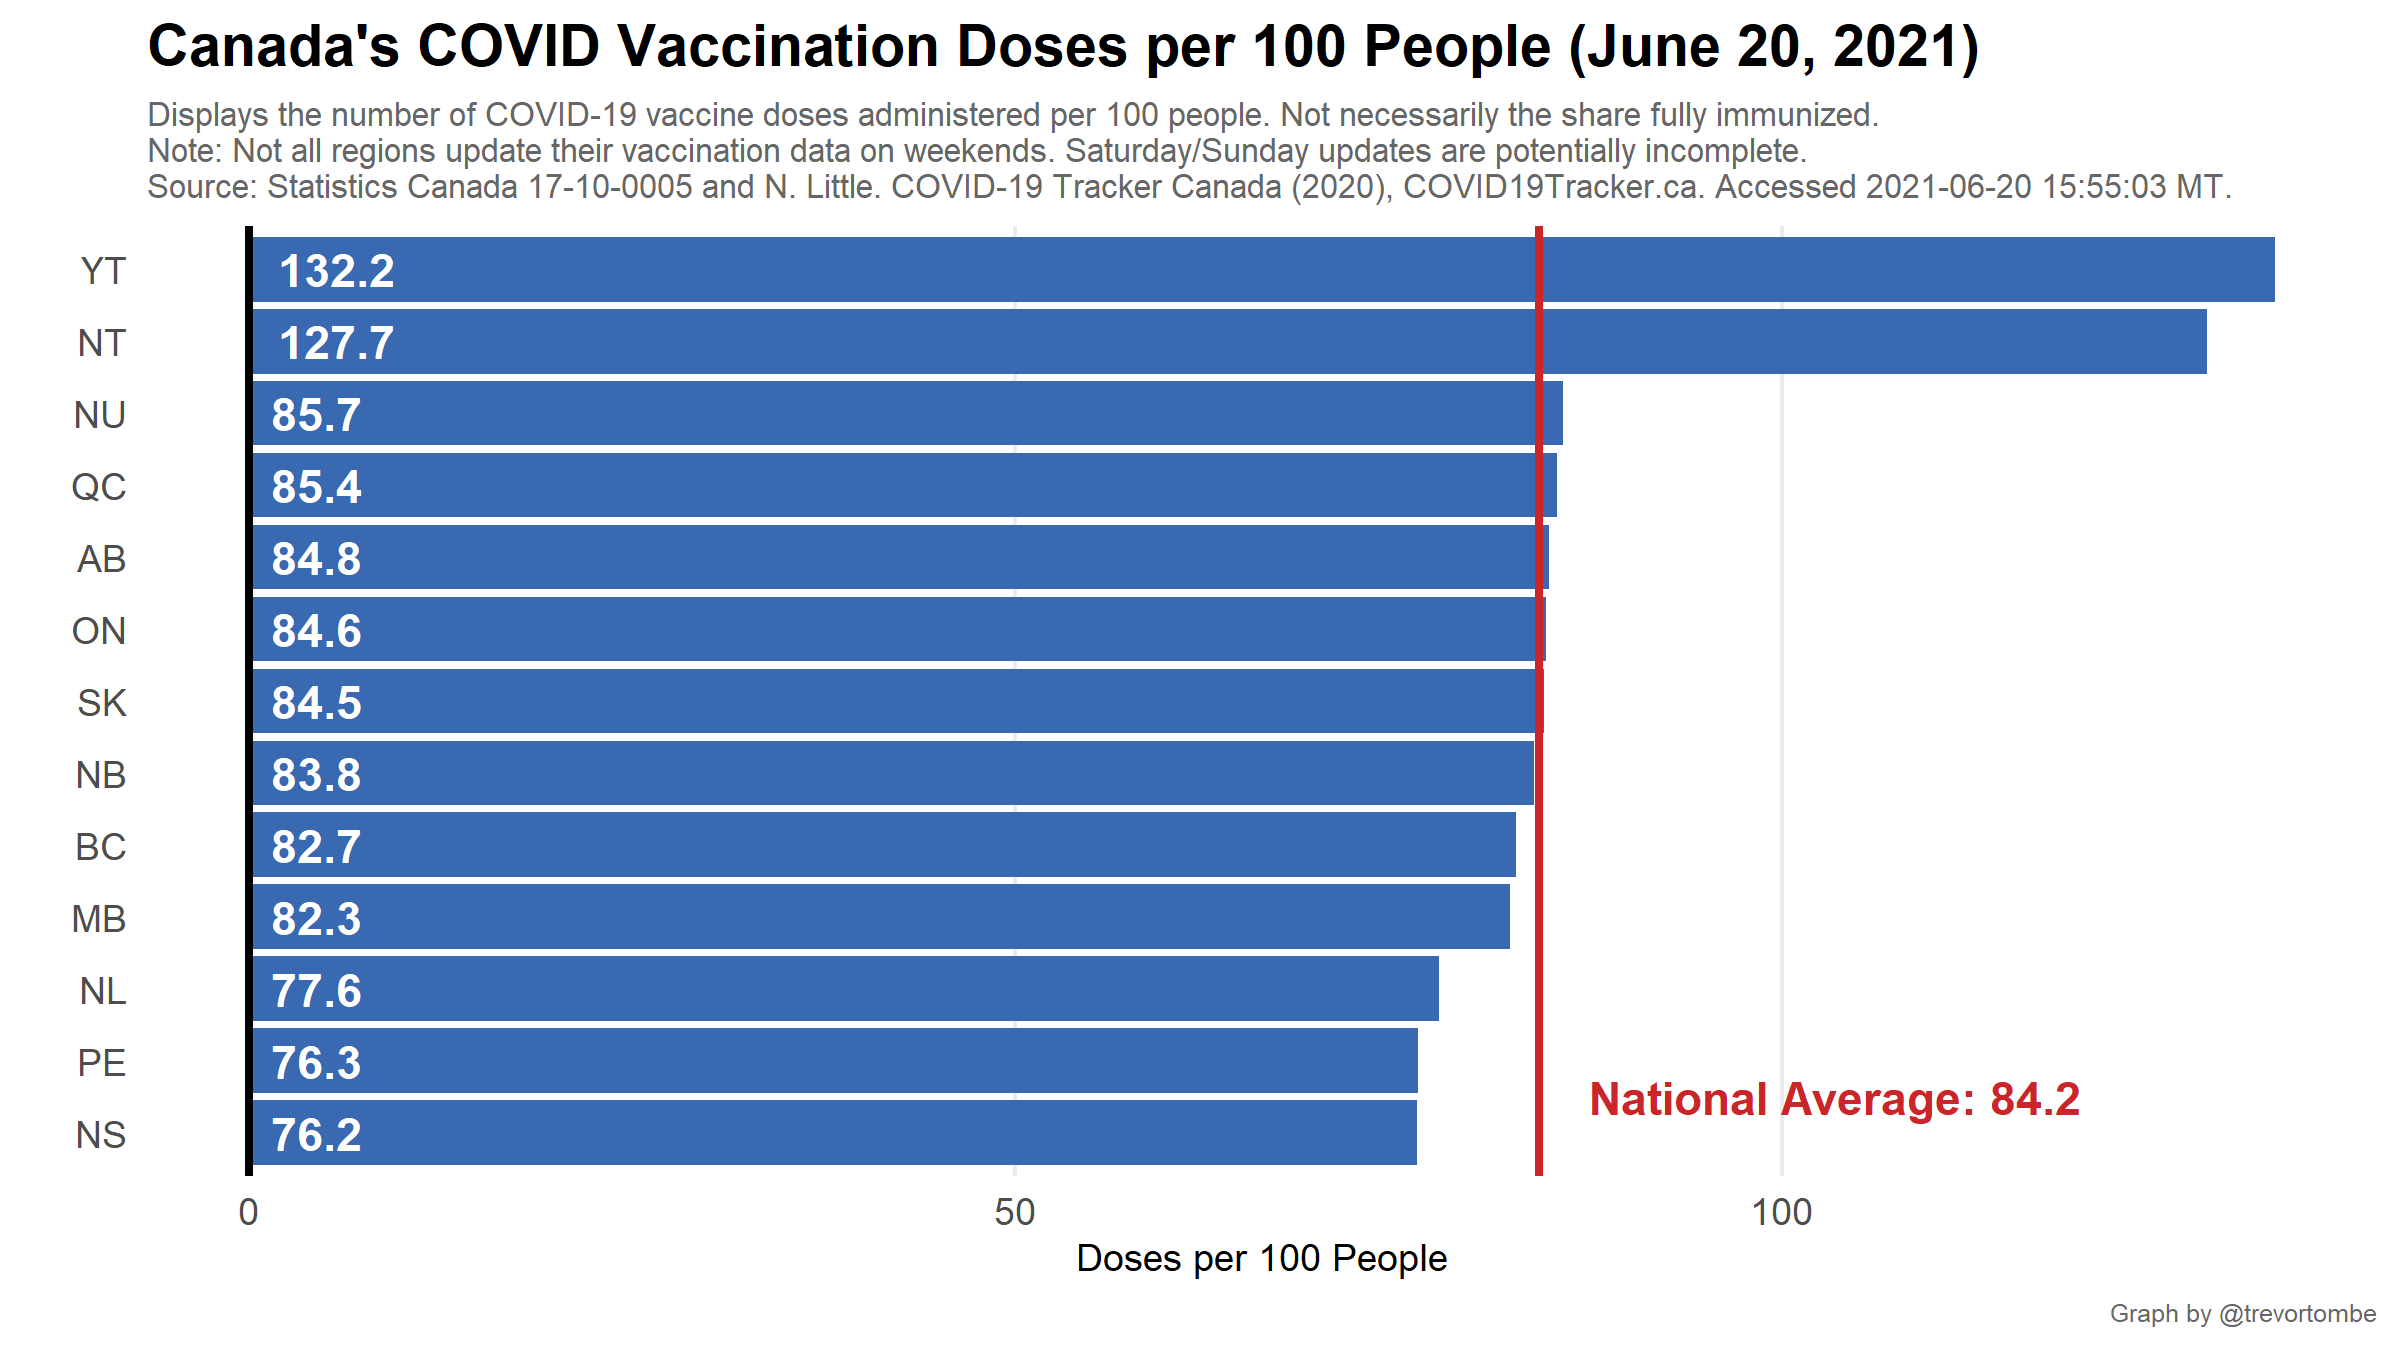 Canada's COVID Vaccination Doses per 100 People (June 20, 2021)
Displays the number of COVID-19 vaccine doses administered per 100 people. Not necessarily the share fully immunized.
Note: Not all regions update their vaccination data on weekends. Saturday/Sunday updates are potentially incomplete.
Source: Statistics Canada 17-10-0005 and N. Little. COVID-19 Tracker Canada (2020), COVID19Tracker.ca. Accessed 2021-06-20 15:55:03 MT.
YT 132.2
NT 127.7
NU 85.7
QC 85.4
AB 84.8
ON 84.6
SK 84.5
NB 83.8
BC 82.7
MB 82.3
NL 77.6
PE 76.3
National Average: 84.2
NS 76.2
0 50 100
Doses per 100 People
Graph by @trevortombe